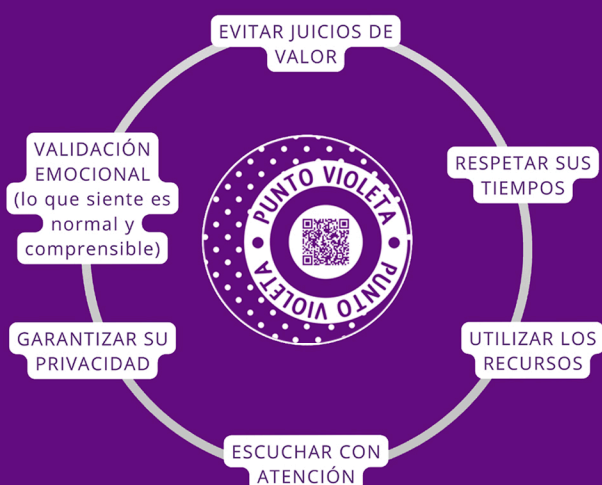 EVITAR JUICIOS DE
VALOR
VALIDACIÓN
EMOCIONAL
(lo que siente es
normal y
comprensible)
RESPETAR SUS
TIEMPOS
PUNTO VIOLETA
PUNTO VIOLETA
GARANTIZAR SU
PRIVACIDAD
UTILIZAR LOS
RECURSOS
ESCUCHAR CON
ATENCIÓN